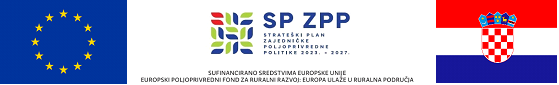 SP ZPP
STRATEŠKI PLAN
ZAJEDNIČKE
POLJOPRIVREDNE
POLITIKE 2023. – 2027.
SUFINANCIRANO SREDSTVIMA EUROPSKE UNIJE
EUROPSKI POLJOPRIVREDNI FOND ZA RURALNI RAZVOJ: EUROPA ULAŽE U RURALNA PODRUČJA